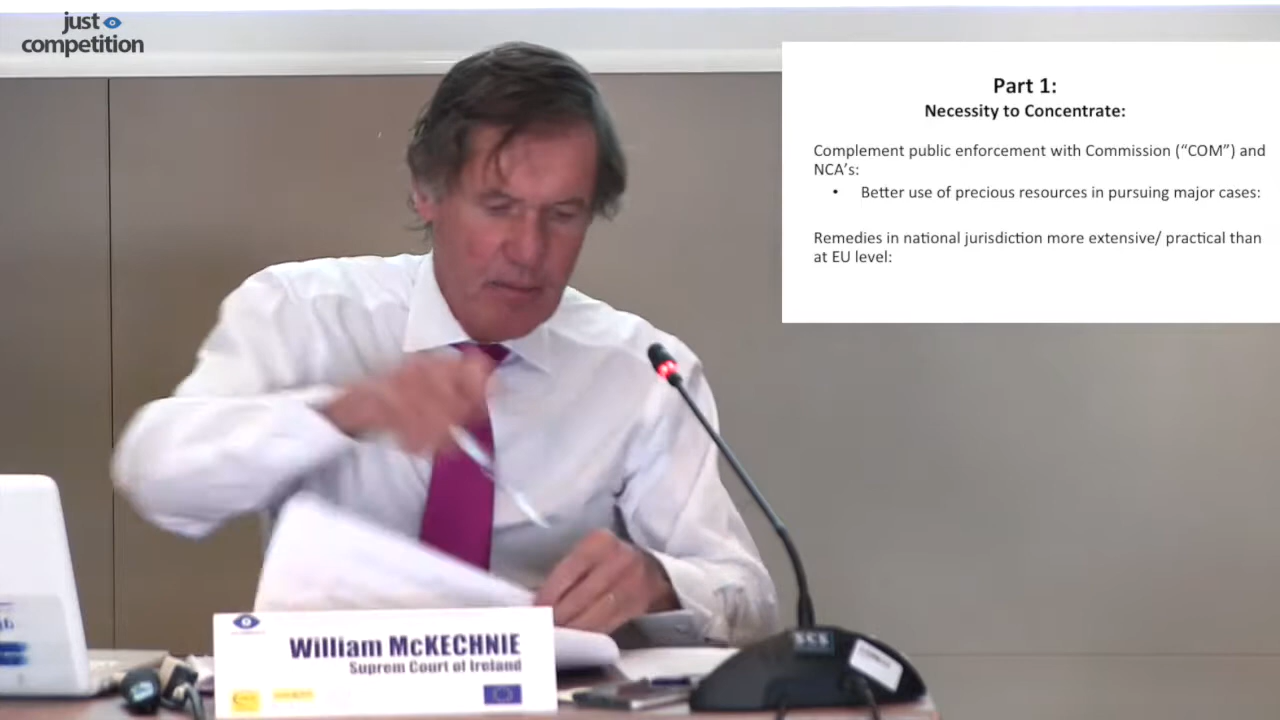 just
competition
Part 1:
Necessity to Concentrate:
Complement public enforcement with Commission (“COM”) and
NCA’s:
• Better use of precious resources in pursuing major cases:
Remedies in national jurisdiction more extensive/ practical than
at EU level:
William McKECHNIE
Suprem Court of Ireland
SCS